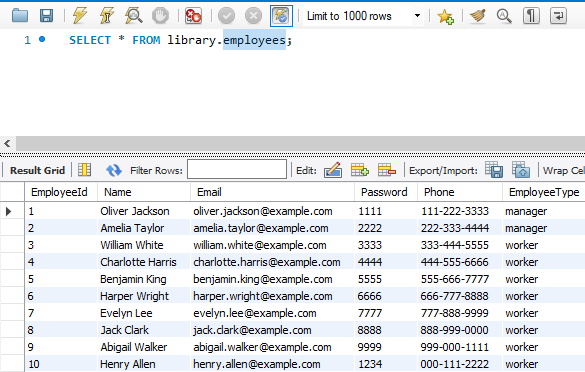 Limit to 1000 rows
1 SELECT * FROM library.employees;
Result Grid Filter Rows: Edit: Export/Import: Wrap Cel
EmployeeId Name Email Password Phone EmployeeType
1 Oliver Jackson oliver.jackson@example.com 1111 111-222-3333 manager
2 Amelia Taylor amelia.taylor@example.com 2222 222-333-4444 manager
3 William White william.white@example.com 3333 333-444-5555 worker
4 Charlotte Harris charlotte.harris@example.com 4444 444-555-6666 worker
5 Benjamin King benjamin.king@example.com 5555 555-666-7777 worker
6 Harper Wright harper.wright@example.com 6666 666-777-8888 worker
7 Evelyn Lee evelyn.lee@example.com 7777 777-888-9999 worker
8 Jack Clark jack.clark@example.com 8888 888-999-0000 worker
9 Abigail Walker abigail.walker@example.com 9999 999-000-1111 worker
10 Henry Allen henry.allen@example.com 1234 000-111-2222 worker